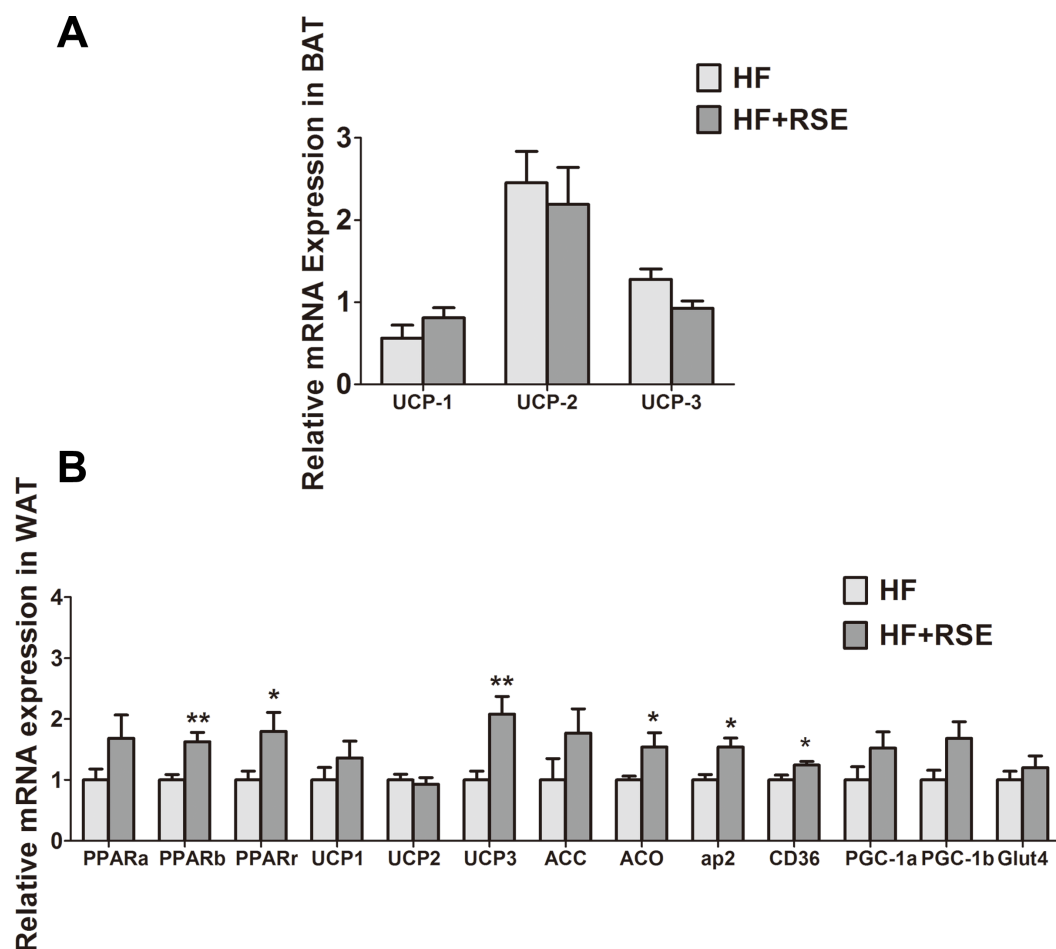 A
Relative mRNA Expression in BAT
HF
HF+RSE
3
2
1
0
UCP-1 UCP-2 UCP-3
B
Relative mRNA expression in WAT
HF
HF+RSE
4
3
2
1
0
** * ** * * *
PPARa PPARb PPARr UCP1 UCP2 UCP3 ACC ACO ap2 CD36 PGC-1a PGC-1b Glut4